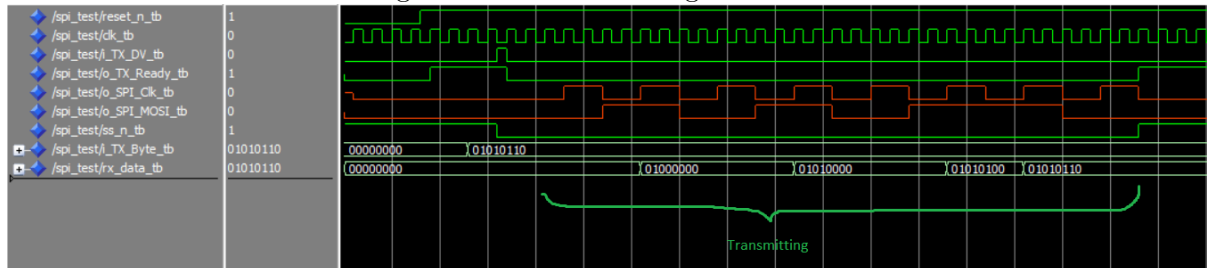 /spi_test/reset_n_tb 1
/spi_test/clk_tb 0
/spi_test/i_TX_DV_tb 0
/spi_test/o_TX_Ready_tb 1
/spi_test/o_SPI_Clk_tb 0
/spi_test/o_SPI_MOSI_tb 0
/spi_test/ss_n_tb 1
/spi_test/i_TX_Byte_tb 01010110 00000000 01010110
/spi_test/rx_data_tb 01010110 00000000 01000000 01010000 01010100 01010110
Transmitting